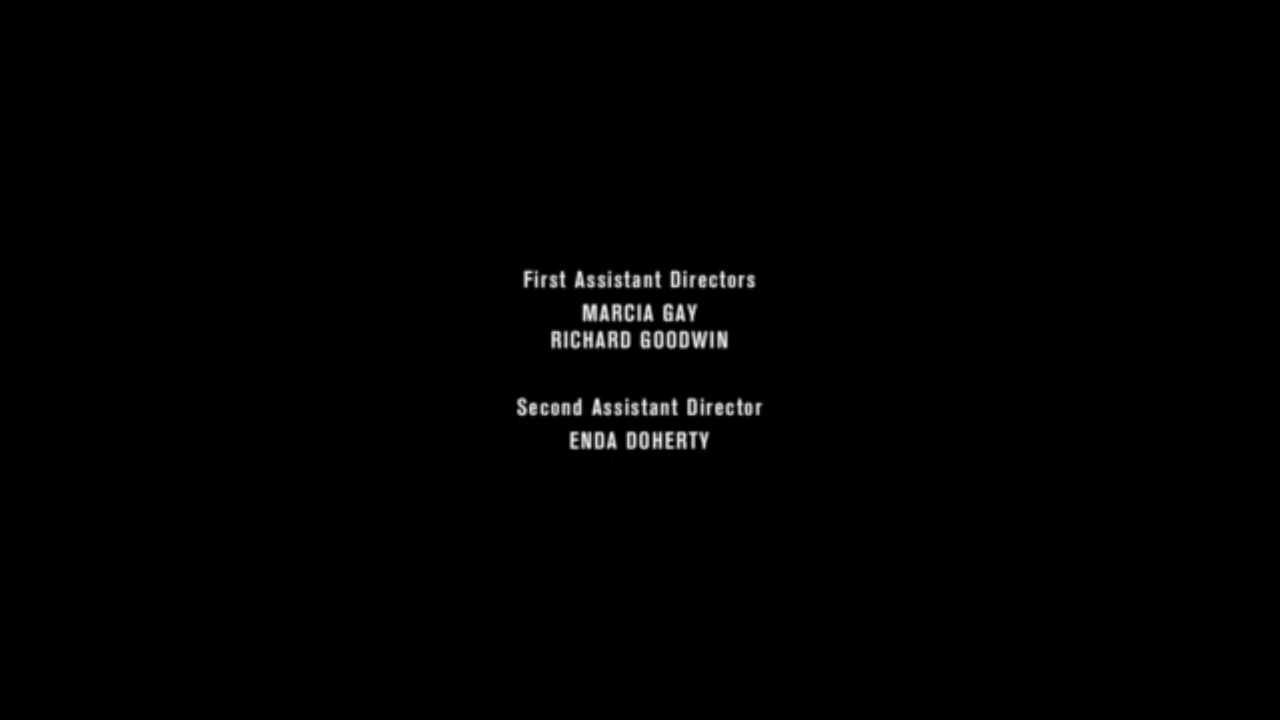 First Assistant Directors
MARCIA GAY
RICHARD GOODWIN
Second Assistant Director
ENDA DOHERTY